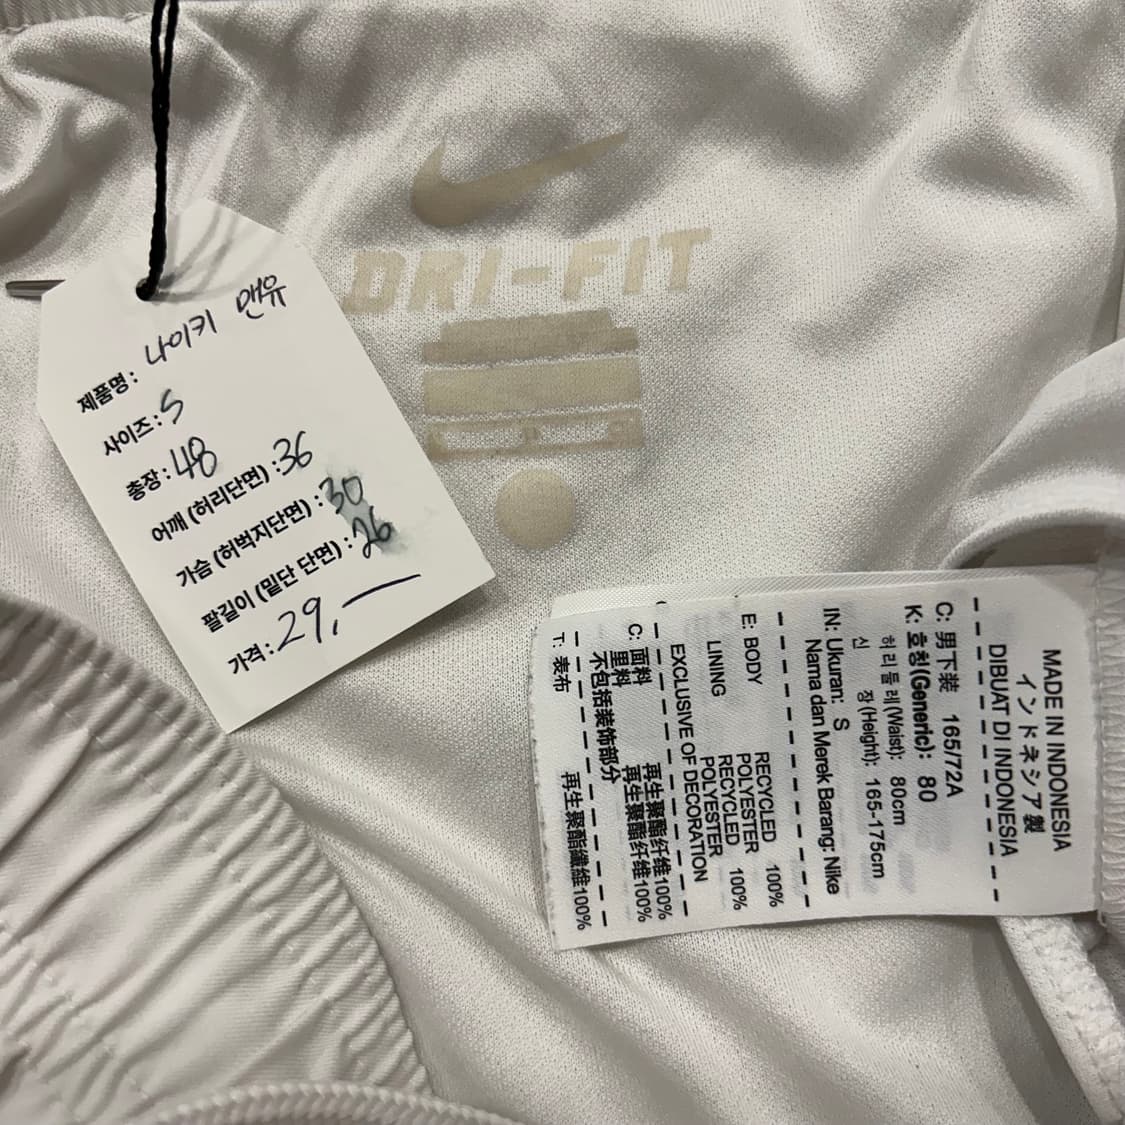 DRI-FIT
제품명: 나이키 맨유
사이즈: S
총장: 48
어깨 (허리단면) : 36
가슴 (허벅지단면) : 30
팔길이 (밑단 단면) : 26
가격: 29,—
MADE IN INDONESIA
インドネシア製
DIBUAT DI INDONESIA
C: 男下装 165/72A
K: 호칭(Generic): 80
허리둘레(Waist): 80cm
신 장(Height): 165-175cm
IN: Ukuran: S
Nama dan Merek Barang: Nike
E: BODY RECYCLED 100%
POLYESTER
LINING RECYCLED 100%
POLYESTER
EXCLUSIVE OF DECORATION
C: 面料 再生聚酯纤维100%
里料 再生聚酯纤维100%
不包括装饰部分
T: 表布 再生聚酯纖維100%